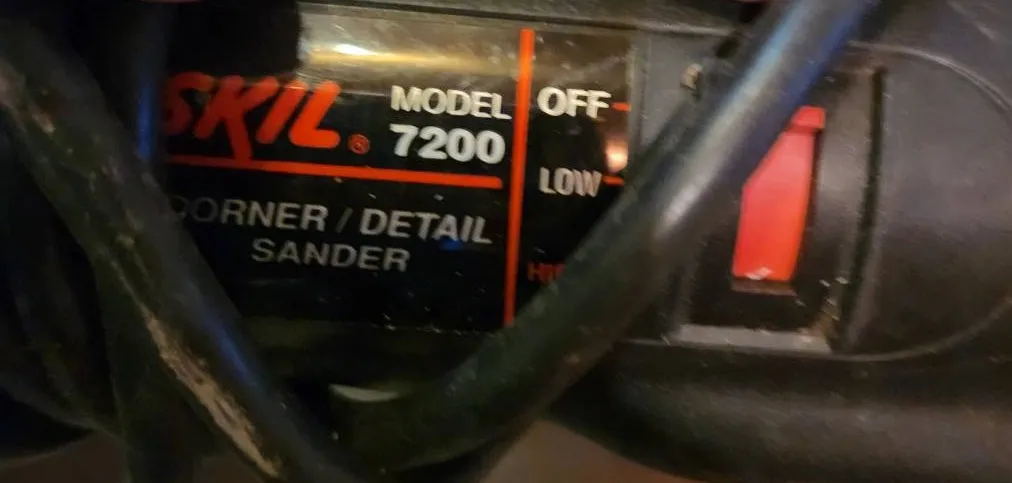 SKIL®
MODEL
7200
CORNER / DETAIL
SANDER
OFF
LOW